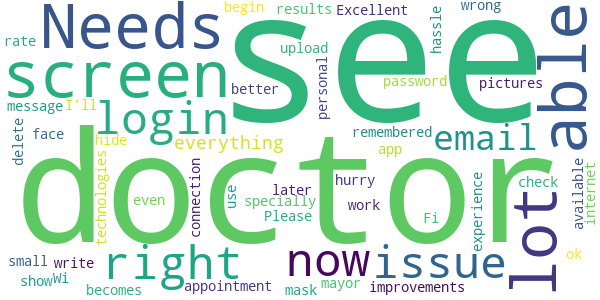 begin results Excellent wrong
Needs see able
rate upload hassle
screen better personal password pictures
message I'll login remembered email
delete face hide everything app
doctor
technologies even connection use specially later hurry experience check available internet
Please work Fi lot
small write right now issue
show Wi appointment mask mayor improvements ok
becomes